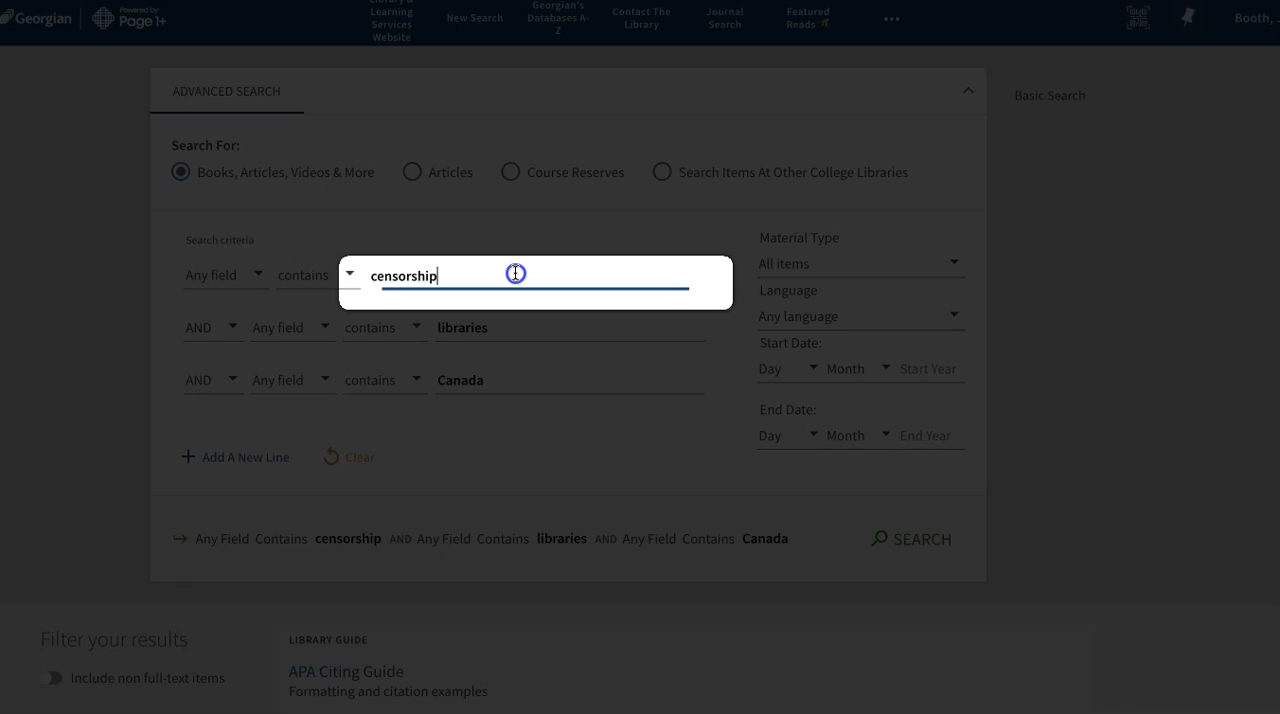 Georgian
Powered by
Page 1+
Library &
Learning
Services
Website
New Search
Georgian's
Databases A-
Z
Contact The
Library
Journal
Search
Featured
Reads
Booth,
ADVANCED SEARCH
Basic Search
Search For:
Books, Articles, Videos & More
Articles
Course Reserves
Search Items At Other College Libraries
Search criteria
Any field contains censorship
AND Any field contains libraries
AND Any field contains Canada
Material Type
All items
Language
Any language
Start Date:
Day Month Start Year
End Date:
Day Month End Year
+ Add A New Line
Clear
Any Field Contains censorship AND Any Field Contains libraries AND Any Field Contains Canada
SEARCH
Filter your results
Include non full-text items
LIBRARY GUIDE
APA Citing Guide
Formatting and citation examples